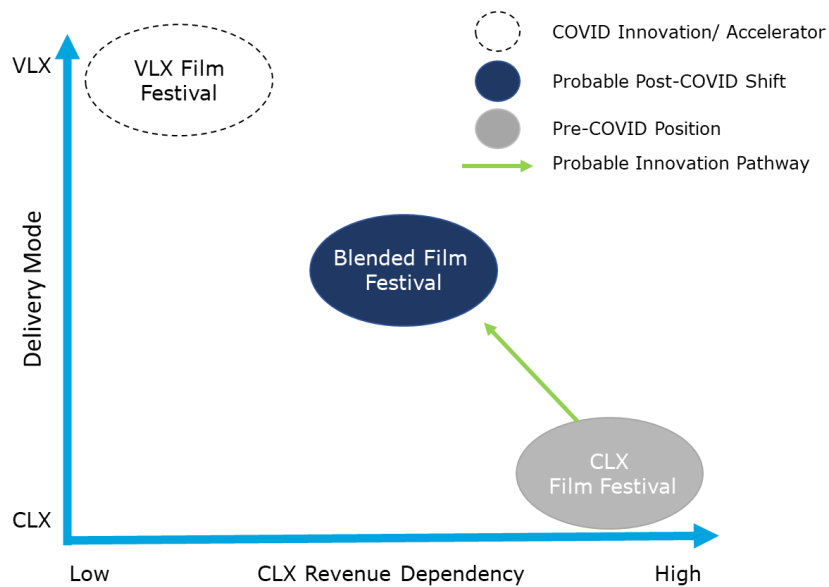 COVID Innovation/ Accelerator
Probable Post-COVID Shift
Pre-COVID Position
Probable Innovation Pathway
VLX
VLX Film
Festival
Delivery Mode
Blended Film
Festival
CLX
Film Festival
CLX
Low
CLX Revenue Dependency
High